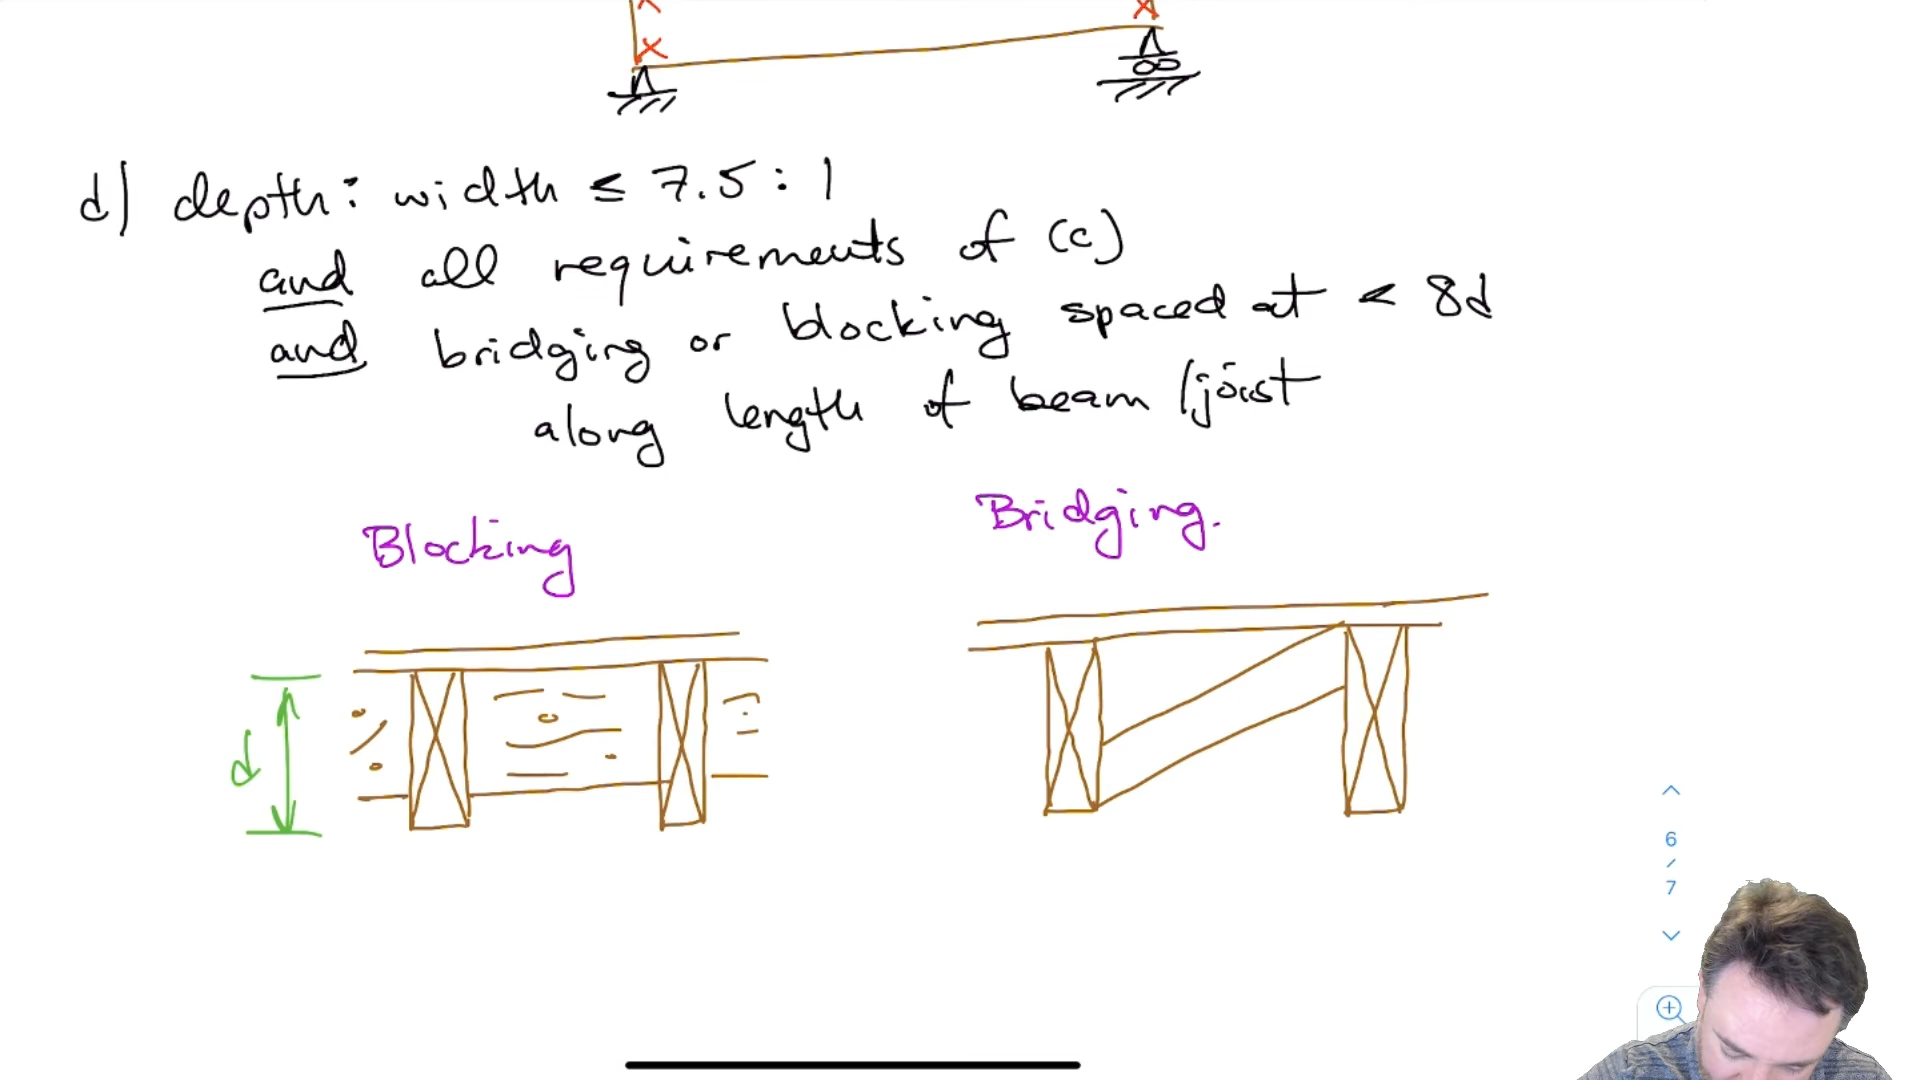 d) depth : width ≤ 7.5 : 1
and all requirements of (c)
and bridging or blocking spaced at < 8d
along length of beam /joist
Blocking
Bridging.
d
6
/
7